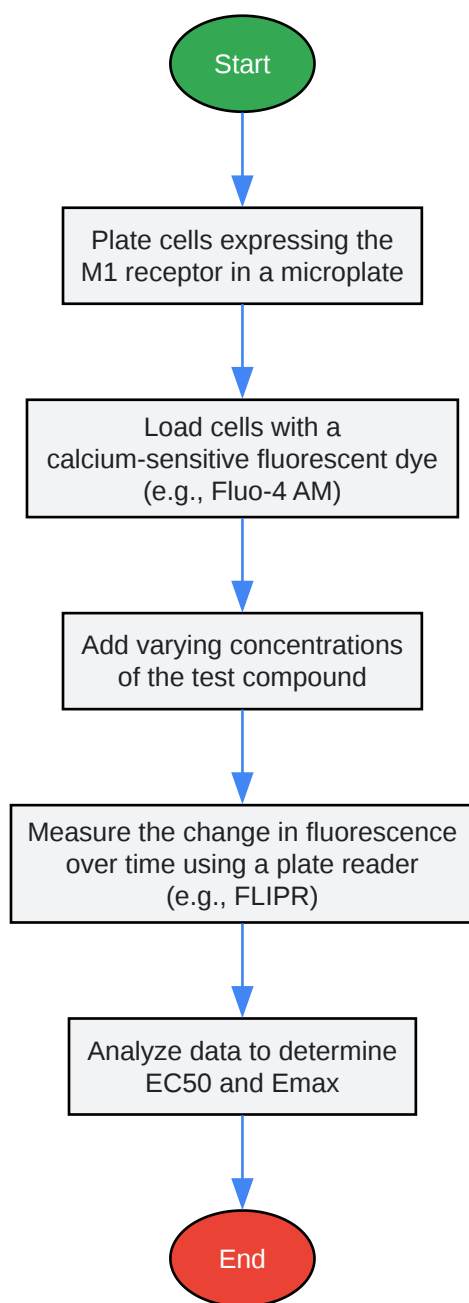 Start
Plate cells expressing the
M1 receptor in a microplate
Load cells with a
calcium-sensitive fluorescent dye
(e.g., Fluo-4 AM)
Add varying concentrations
of the test compound
Measure the change in fluorescence
over time using a plate reader
(e.g., FLIPR)
Analyze data to determine
EC50 and Emax
End